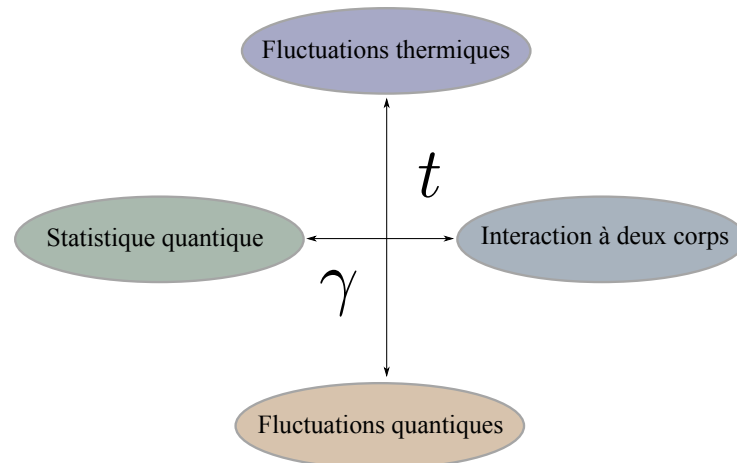 Fluctuations thermiques
t
Statistique quantique
Interaction à deux corps
γ
Fluctuations quantiques